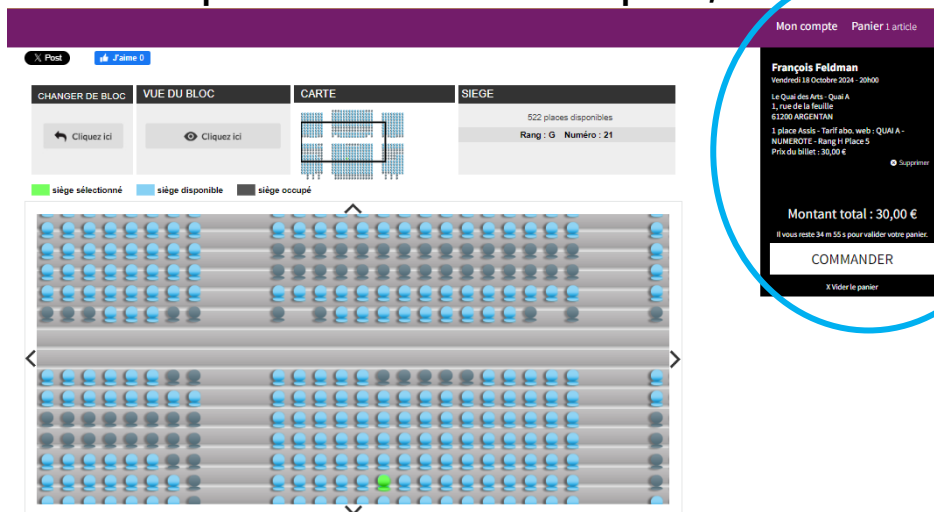 Mon compte Panier 1 article
Post
J'aime 0
CHANGER DE BLOC
Cliquez ici
VUE DU BLOC
Cliquez ici
CARTE
SIEGE
522 places disponibles
Rang : G Numéro : 21
siège sélectionné siège disponible siège occupé
François Feldman
Vendredi 18 Octobre 2024 - 20h00
Le Quai des Arts - Quai A
1, rue de la feuille
61200 ARGENTAN
1 place Assis - Tarif abo. web : QUAI A -
NUMEROTE - Rang H Place 5
Prix du billet : 30,00 €
Supprimer
Montant total : 30,00 €
Il vous reste 34 m 55 s pour valider votre panier.
COMMANDER
X Vider le panier